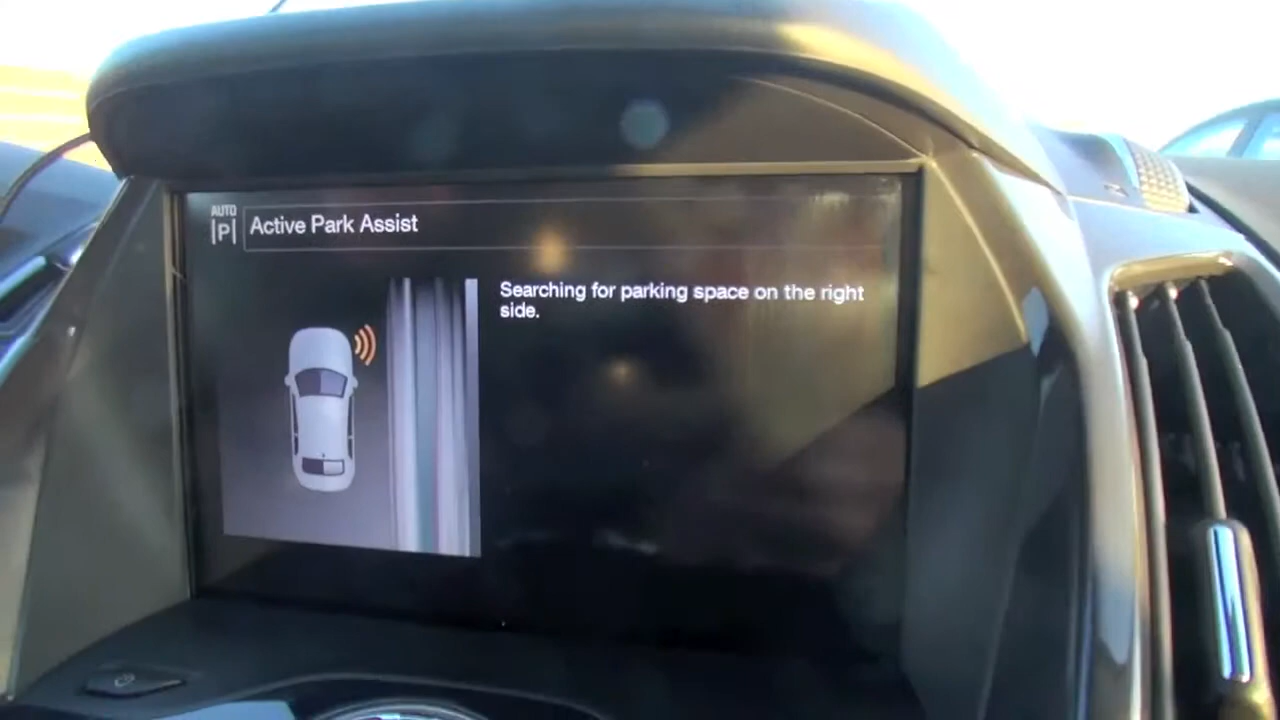 AUTO
|P|
Active Park Assist
Searching for parking space on the right
side.